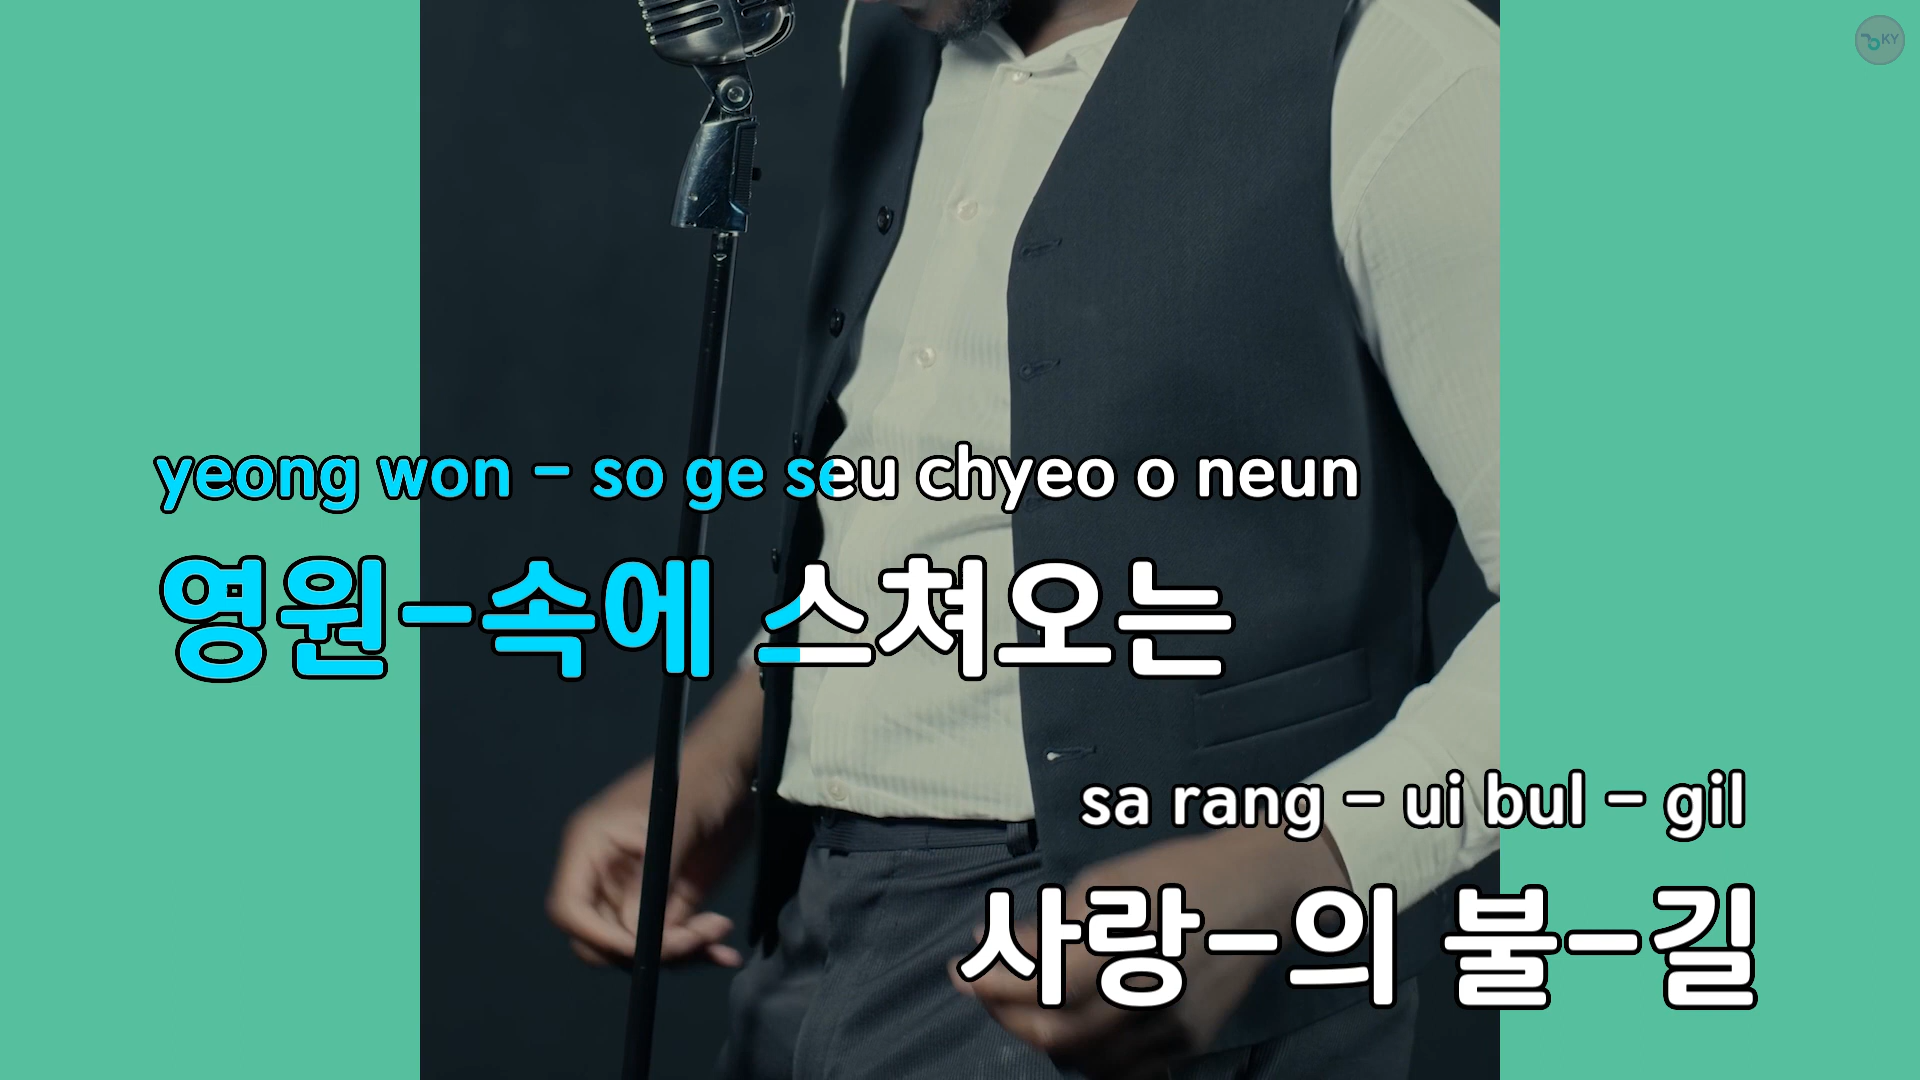 KY
yeong won – so ge seu chyeo o neun
영원–속에 스쳐오는
sa rang – ui bul – gil
사랑–의 불–길